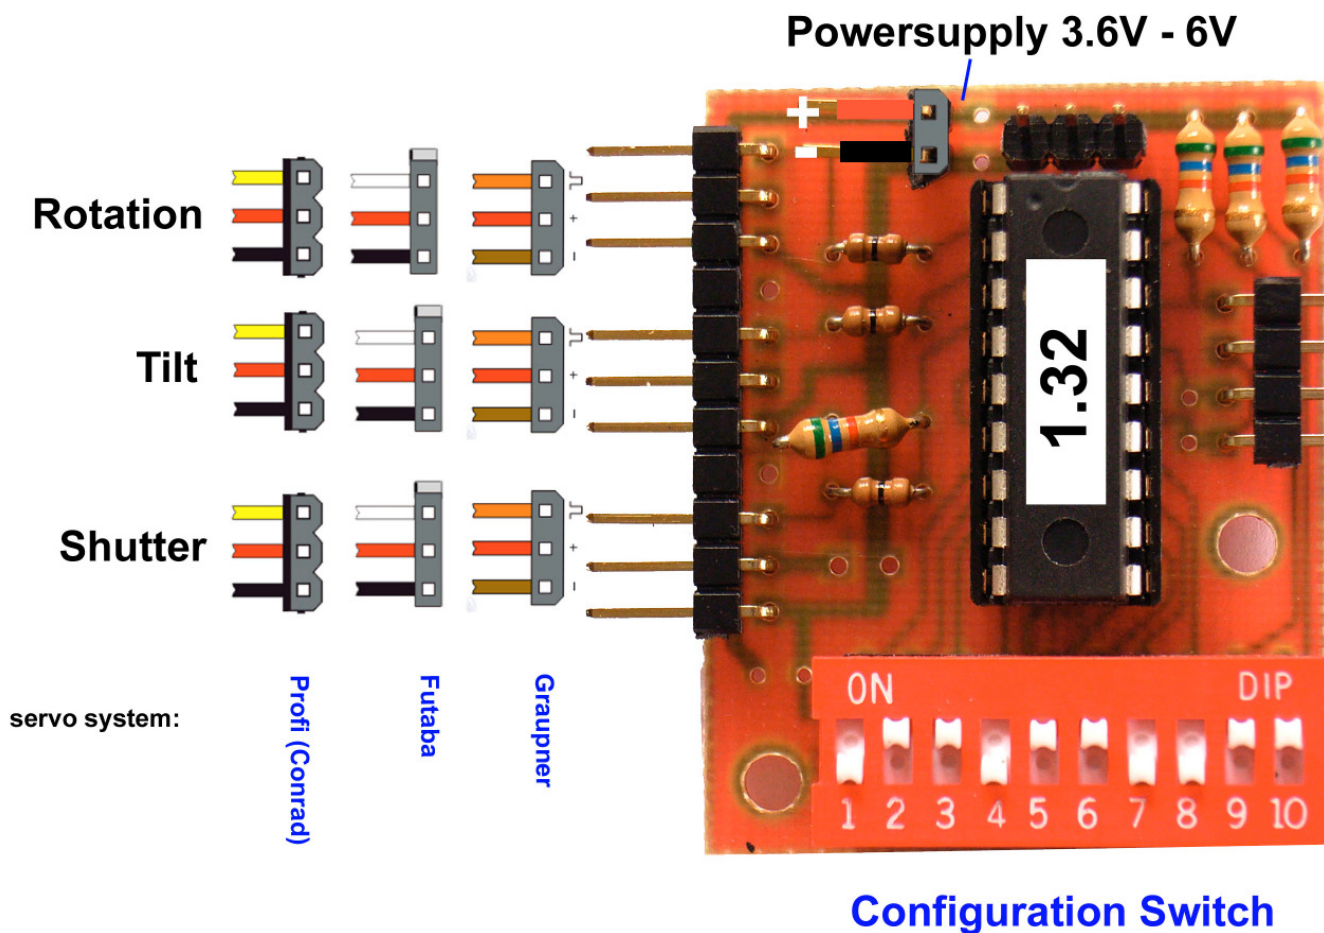 Powersupply 3.6V - 6V
+
-
Rotation
+
-
Tilt
+
-
1.32
Shutter
+
-
servo system:
Profi (Conrad)
Futaba
Graupner
ON
DIP
1 2 3 4 5 6 7 8 9 10
Configuration Switch